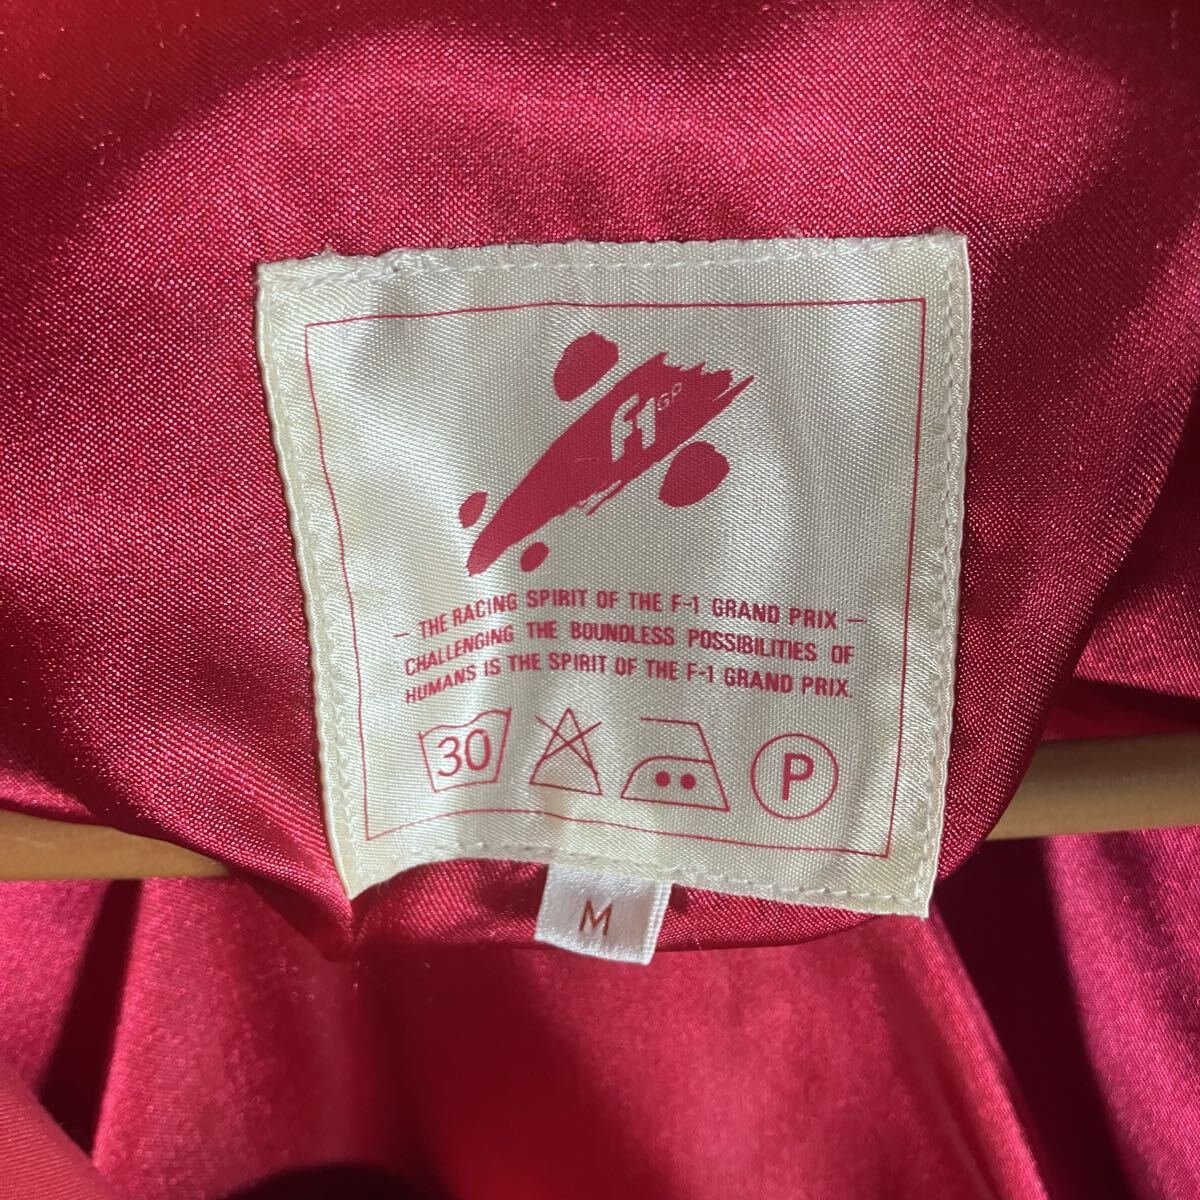 F1 GP
- THE RACING SPIRIT OF THE F-1 GRAND PRIX -
CHALLENGING THE BOUNDLESS POSSIBILITIES OF
HUMANS IS THE SPIRIT OF THE F-1 GRAND PRIX.
30 P
M